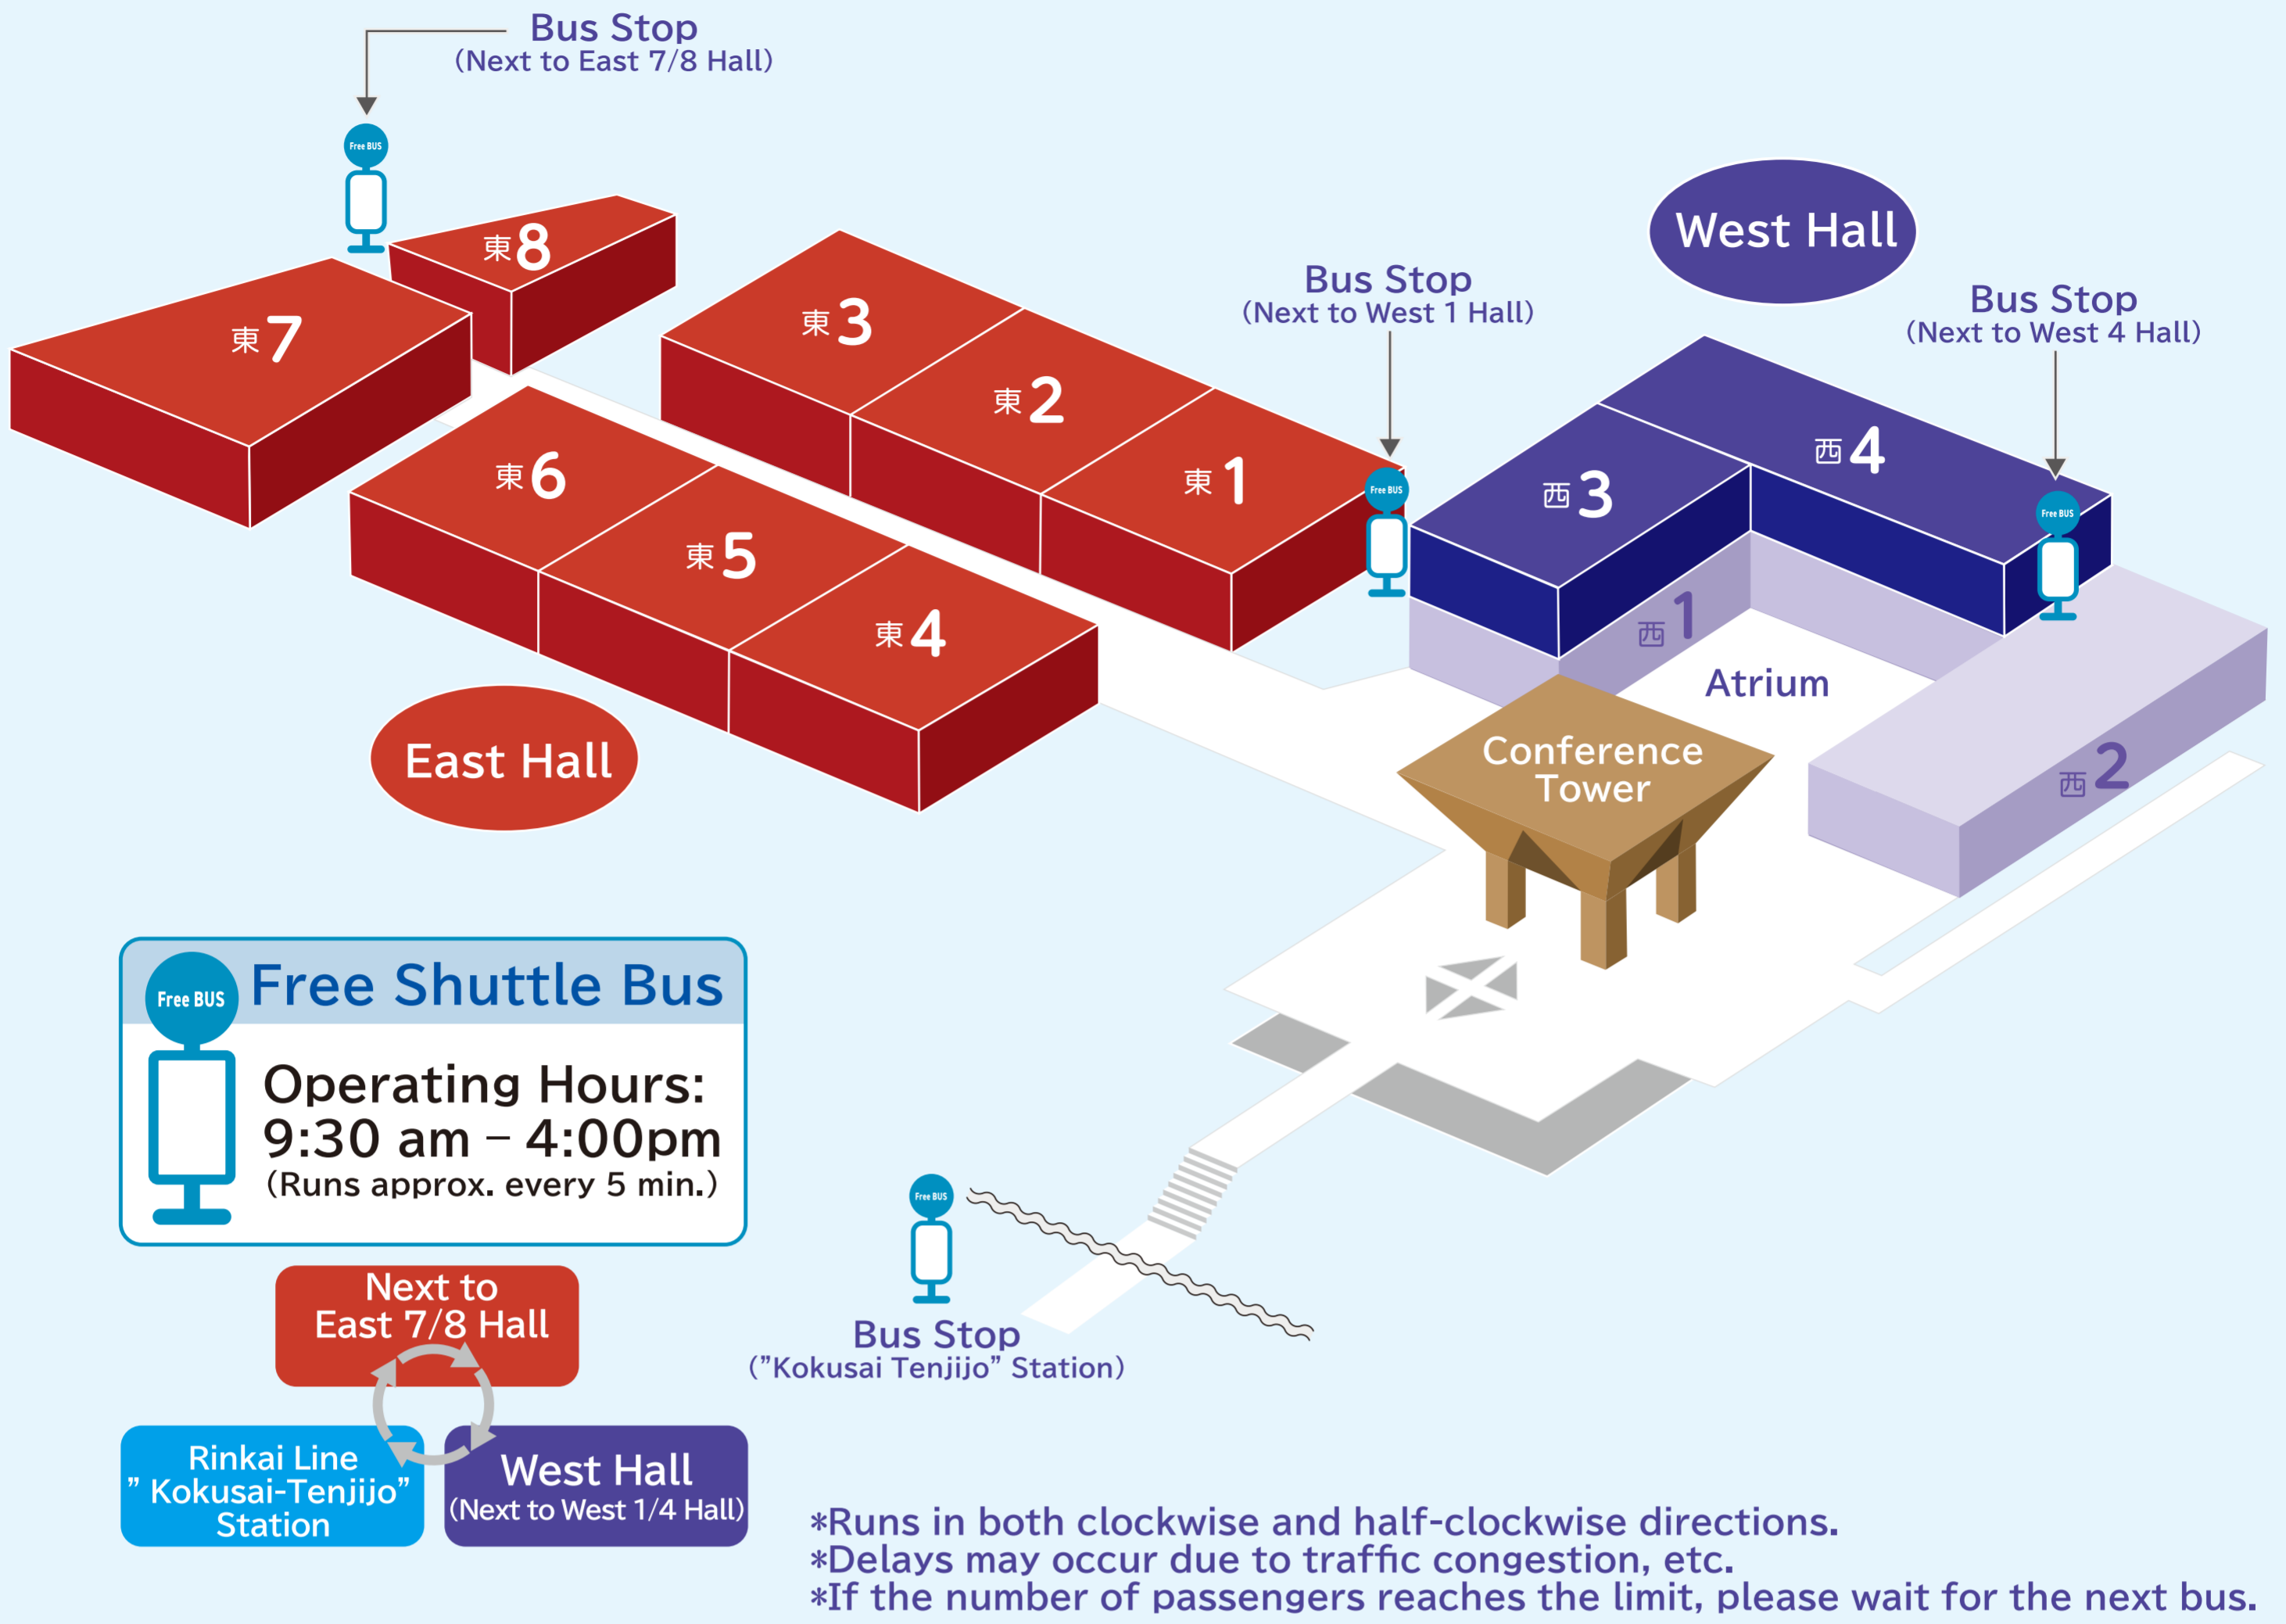 Bus Stop
(Next to East 7/8 Hall)
Free BUS
東8
東7
東3
東2
東1
東6
東5
東4
East Hall
West Hall
Bus Stop
(Next to West 1 Hall)
Free BUS
Bus Stop
(Next to West 4 Hall)
Free BUS
西4
西3
西1
Atrium
西2
Conference
Tower
Free BUS
Free Shuttle Bus
Operating Hours:
9:30 am – 4:00pm
(Runs approx. every 5 min.)
Next to
East 7/8 Hall
Rinkai Line
” Kokusai-Tenjijo”
Station
West Hall
(Next to West 1/4 Hall)
Free BUS
Bus Stop
(”Kokusai Tenjijo” Station)
*Runs in both clockwise and half-clockwise directions.
*Delays may occur due to traffic congestion, etc.
*If the number of passengers reaches the limit, please wait for the next bus.